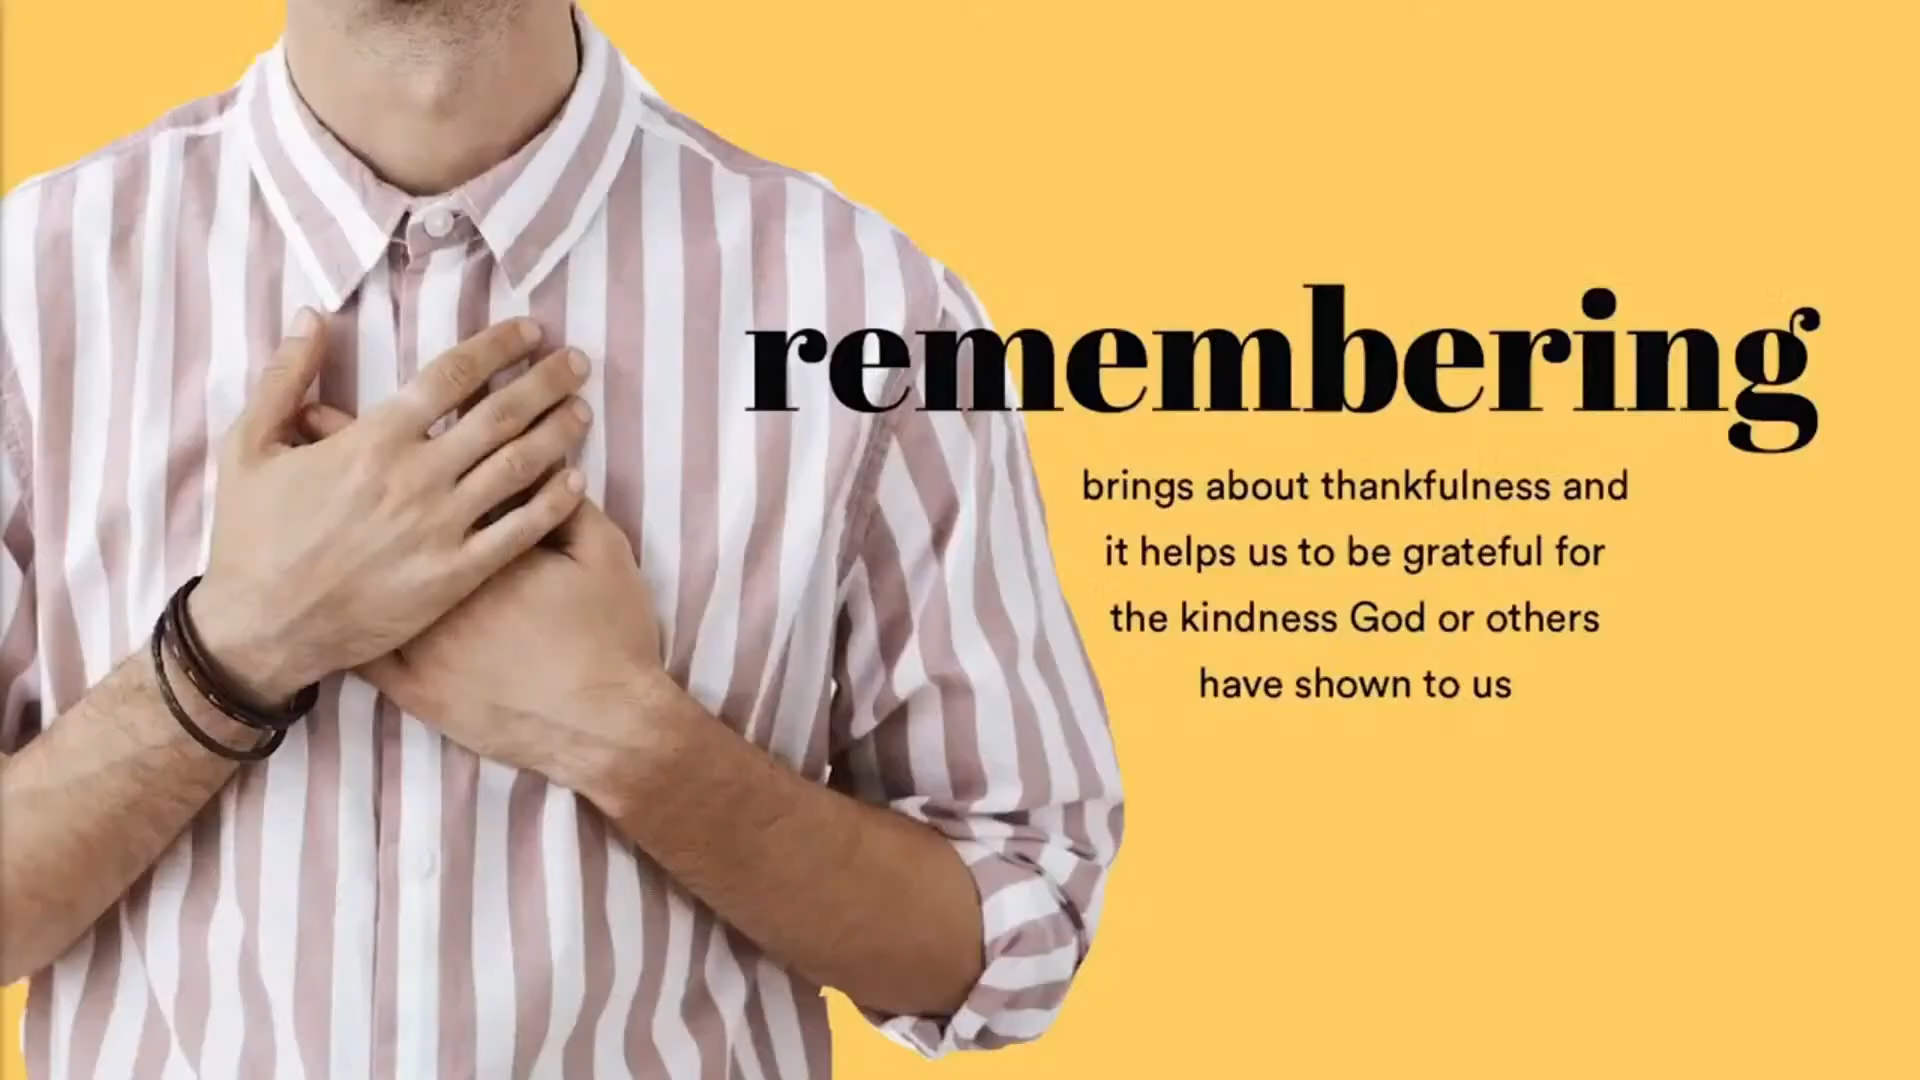 remembering
brings about thankfulness and
it helps us to be grateful for
the kindness God or others
have shown to us